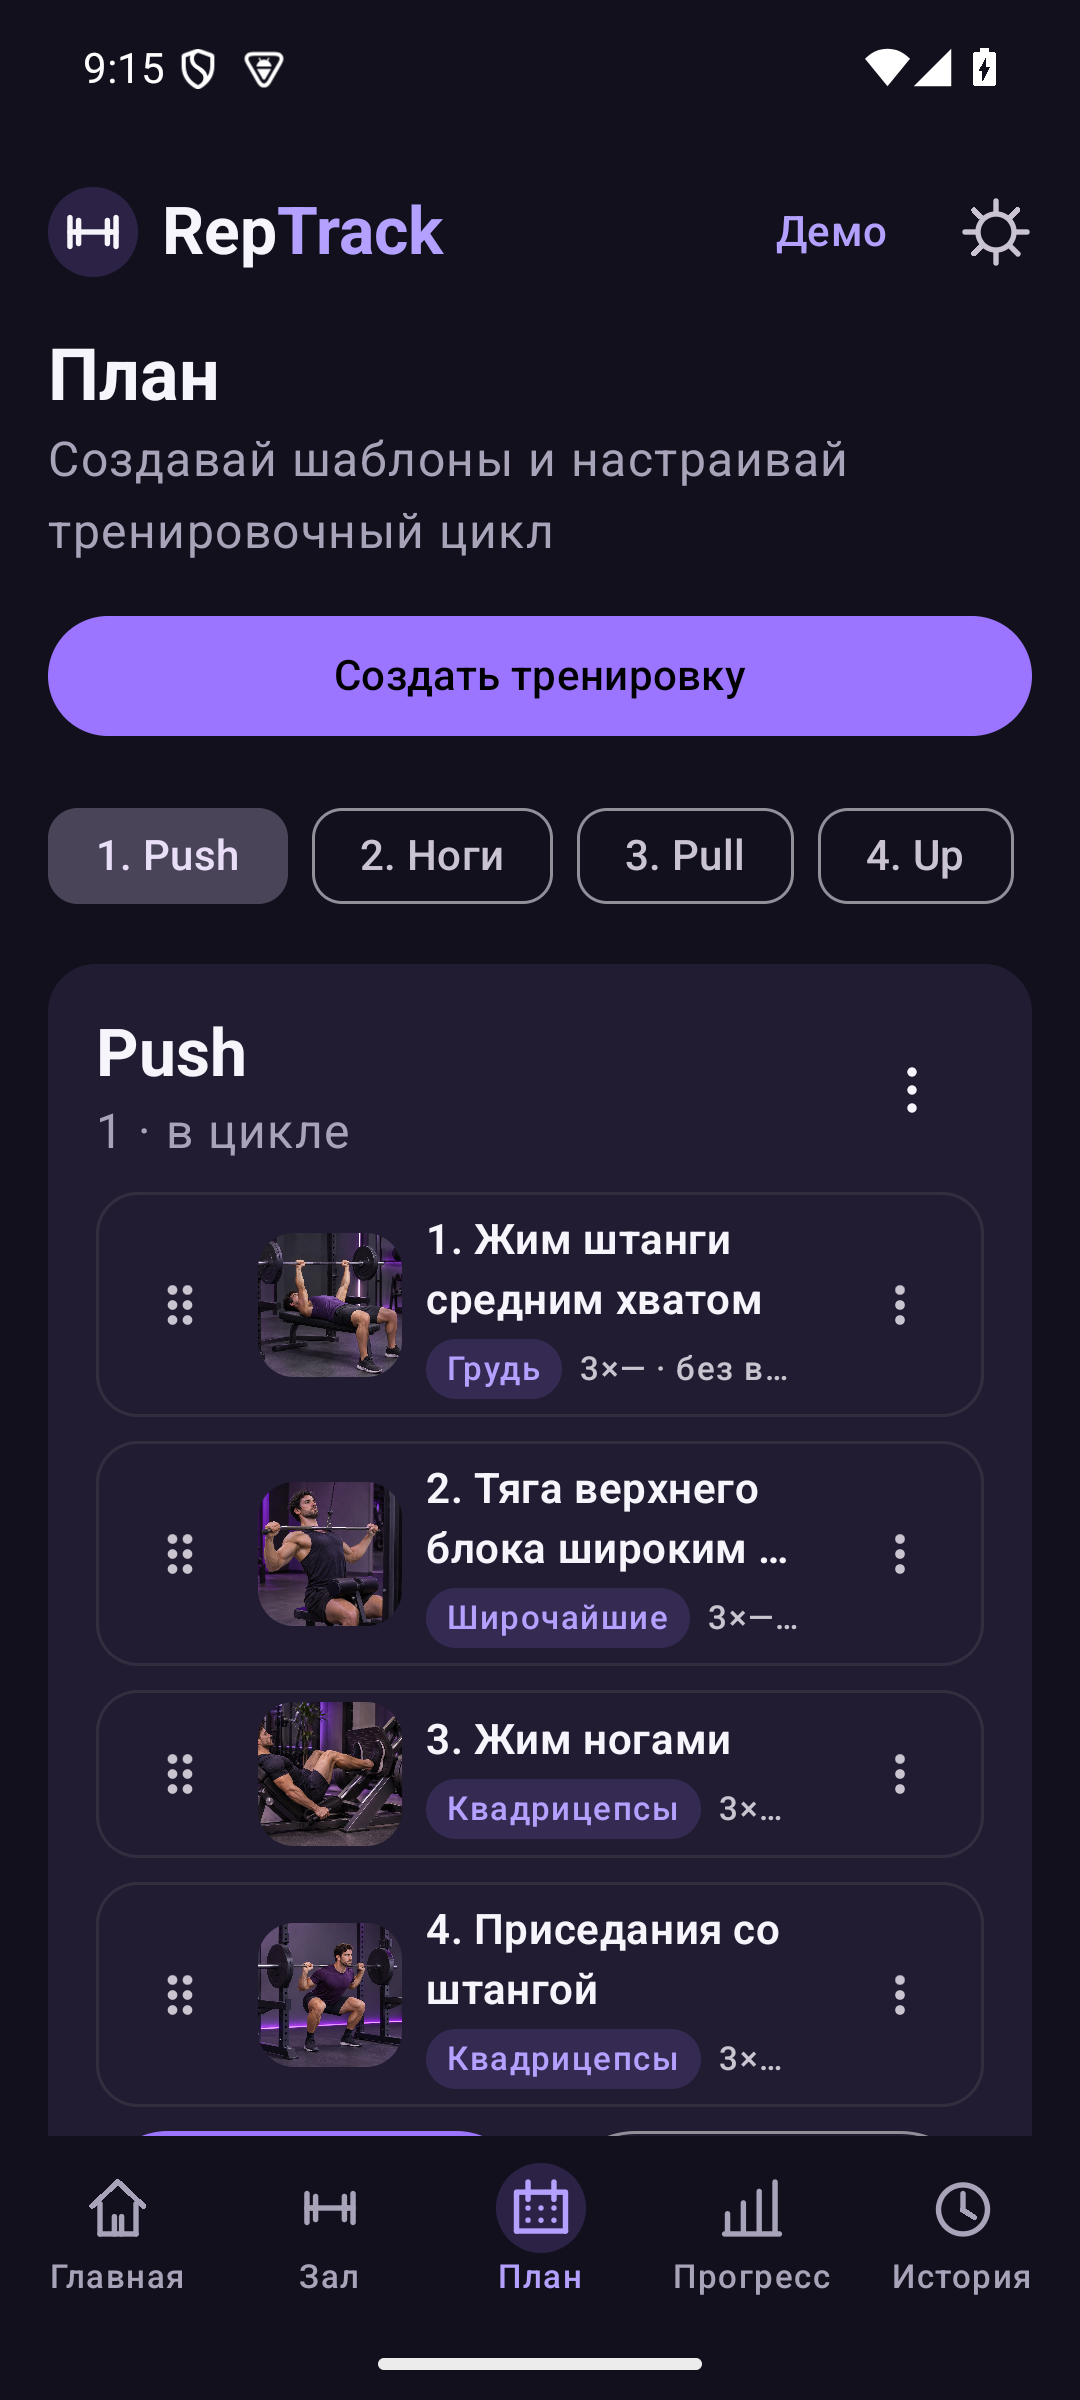 9:15
RepTrack
Демо
План
Создавай шаблоны и настраивай
тренировочный цикл
Создать тренировку
1. Push
2. Ноги
3. Pull
4. Up
Push
1 · в цикле
1. Жим штанги
средним хватом
Грудь
3×— · без в…
2. Тяга верхнего
блока широким …
Широчайшие
3×—…
3. Жим ногами
Квадрицепсы
3×…
4. Приседания со
штангой
Квадрицепсы
3×…
Главная
Зал
План
Прогресс
История